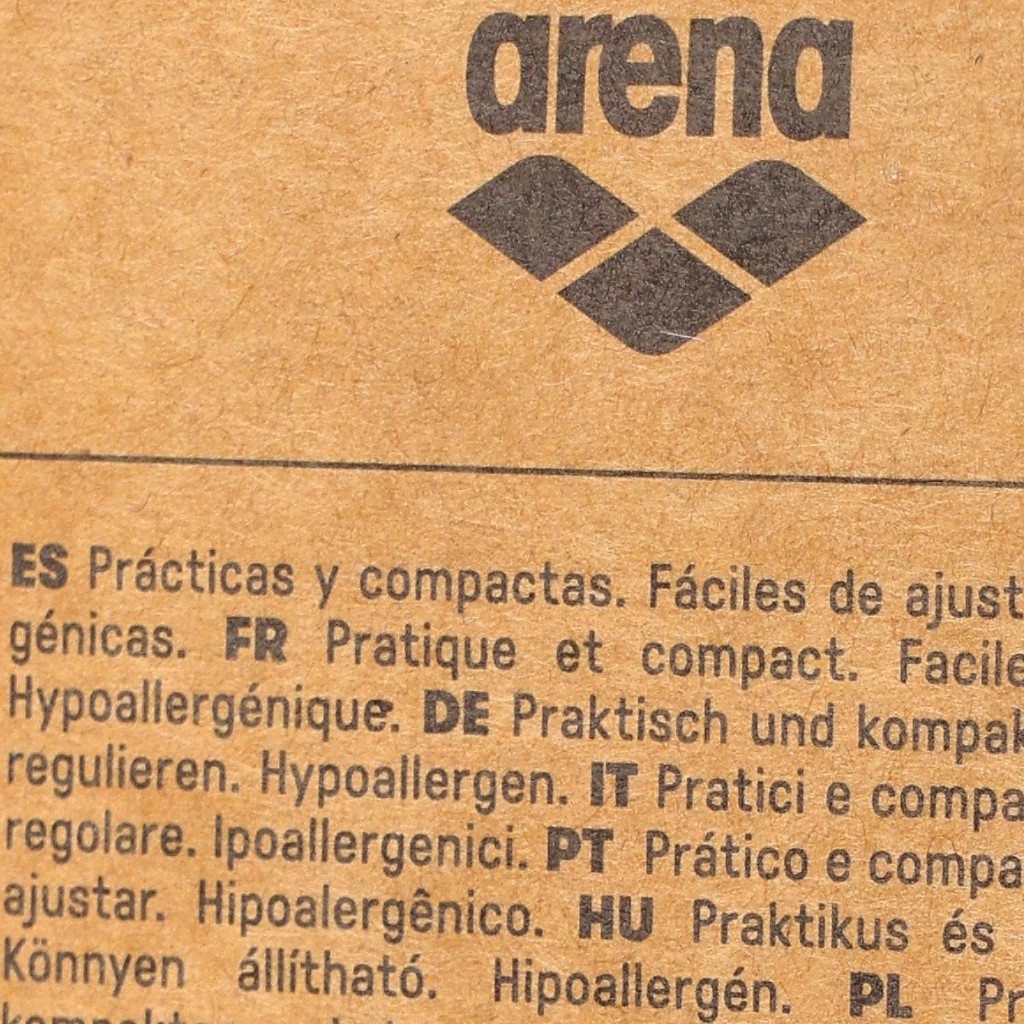 arena
ES Prácticas y compactas. Fáciles de ajust
génicas. FR Pratique et compact. Facile
Hypoallergénique. DE Praktisch und kompak
regulieren. Hypoallergen. IT Pratici e compa
regolare. Ipoallergenici. PT Prático e compa
ajustar. Hipoalergênico. HU Praktikus és
Könnyen állítható. Hipoallergén. PL Pr